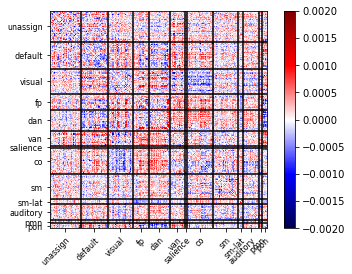 unassign
default
visual
fp
dan
van
salience
co
sm
sm-lat
auditory
pon
unassign
default
visual
fp
dan
van
salience
co
sm
sm-lat
auditory
0.0020
0.0015
0.0010
0.0005
0.0000
−0.0005
−0.0010
−0.0015
−0.0020